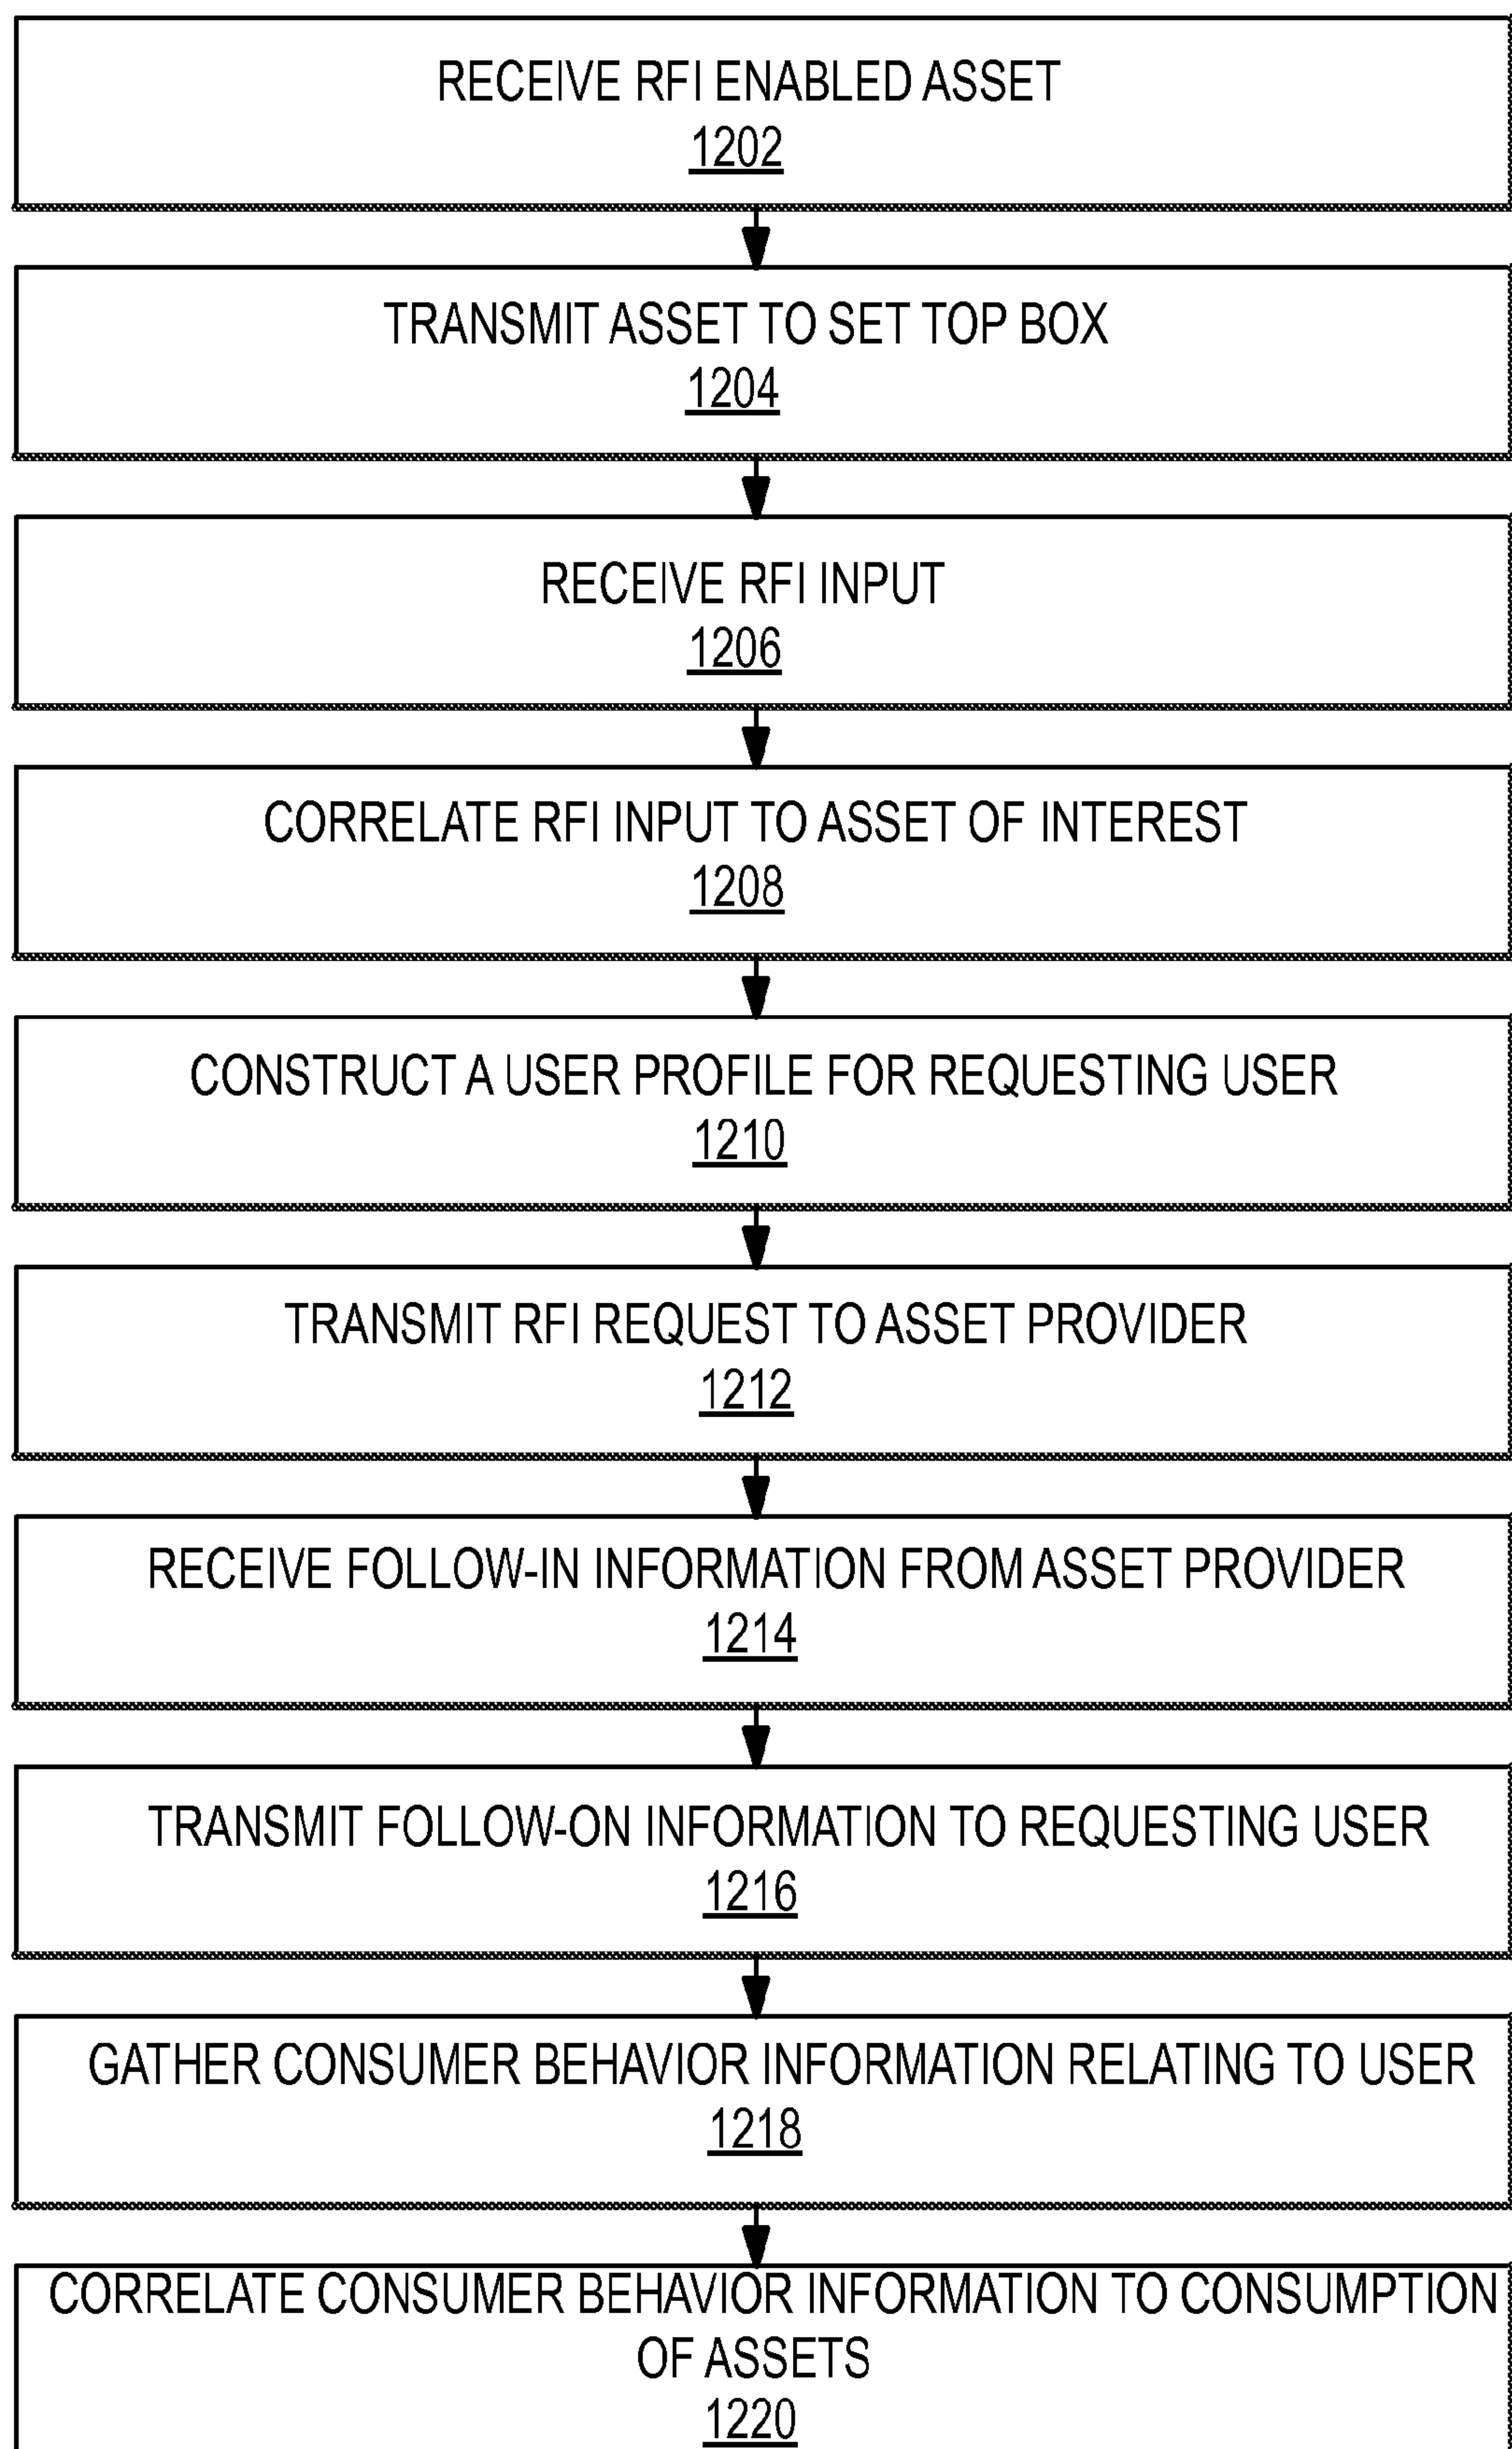 RECEIVE RFI ENABLED ASSET
1202
TRANSMIT ASSET TO SET TOP BOX
1204
RECEIVE RFI INPUT
1206
CORRELATE RFI INPUT TO ASSET OF INTEREST
1208
CONSTRUCT A USER PROFILE FOR REQUESTING USER
1210
TRANSMIT RFI REQUEST TO ASSET PROVIDER
1212
RECEIVE FOLLOW-IN INFORMATION FROM ASSET PROVIDER
1214
TRANSMIT FOLLOW-ON INFORMATION TO REQUESTING USER
1216
GATHER CONSUMER BEHAVIOR INFORMATION RELATING TO USER
1218
CORRELATE CONSUMER BEHAVIOR INFORMATION TO CONSUMPTION
OF ASSETS
1220